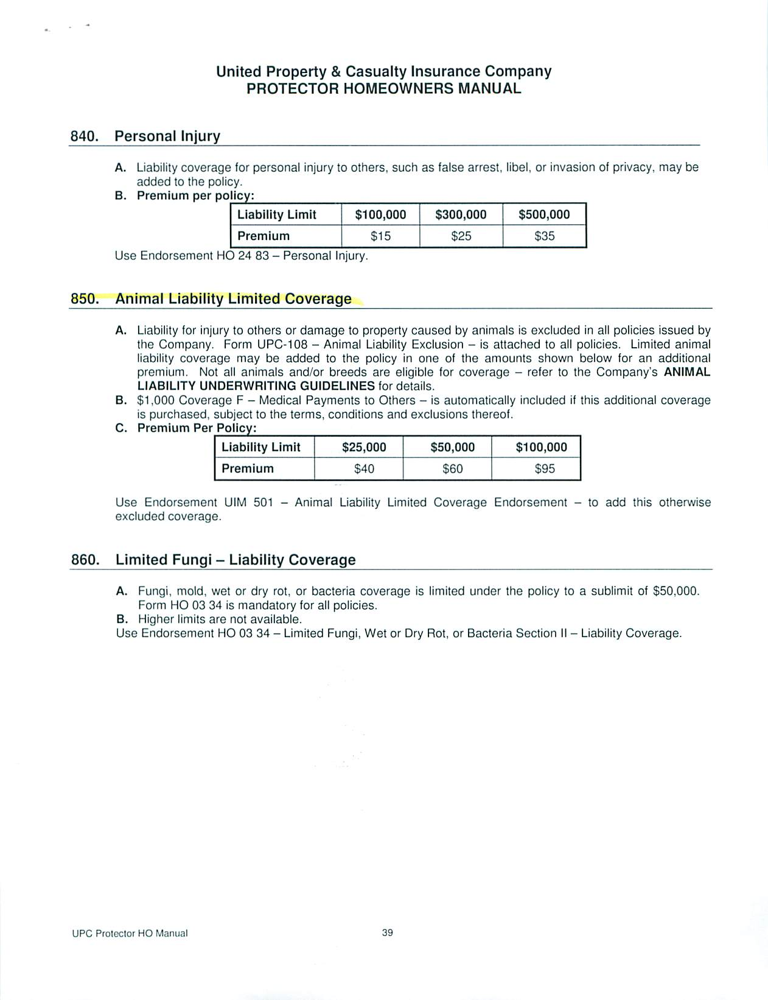 United Property & Casualty Insurance Company
PROTECTOR HOMEOWNERS MANUAL
840. Personal Injury
A. Liability coverage for personal injury to others, such as false arrest, libel, or invasion of privacy, may be
added to the policy.
B. Premium per policy:
Liability Limit $100,000 $300,000 $500,000
Premium $15 $25 $35
Use Endorsement HO 24 83 – Personal Injury.
850. Animal Liability Limited Coverage
A. Liability for injury to others or damage to property caused by animals is excluded in all policies issued by
the Company. Form UPC-108 – Animal Liability Exclusion – is attached to all policies. Limited animal
liability coverage may be added to the policy in one of the amounts shown below for an additional
premium. Not all animals and/or breeds are eligible for coverage – refer to the Company's ANIMAL
LIABILITY UNDERWRITING GUIDELINES for details.
B. $1,000 Coverage F – Medical Payments to Others – is automatically included if this additional coverage
is purchased, subject to the terms, conditions and exclusions thereof.
C. Premium Per Policy:
Liability Limit $25,000 $50,000 $100,000
Premium $40 $60 $95
Use Endorsement UIM 501 – Animal Liability Limited Coverage Endorsement – to add this otherwise
excluded coverage.
860. Limited Fungi – Liability Coverage
A. Fungi, mold, wet or dry rot, or bacteria coverage is limited under the policy to a sublimit of $50,000.
Form HO 03 34 is mandatory for all policies.
B. Higher limits are not available.
Use Endorsement HO 03 34 – Limited Fungi, Wet or Dry Rot, or Bacteria Section II – Liability Coverage.
UPC Protector HO Manual 39